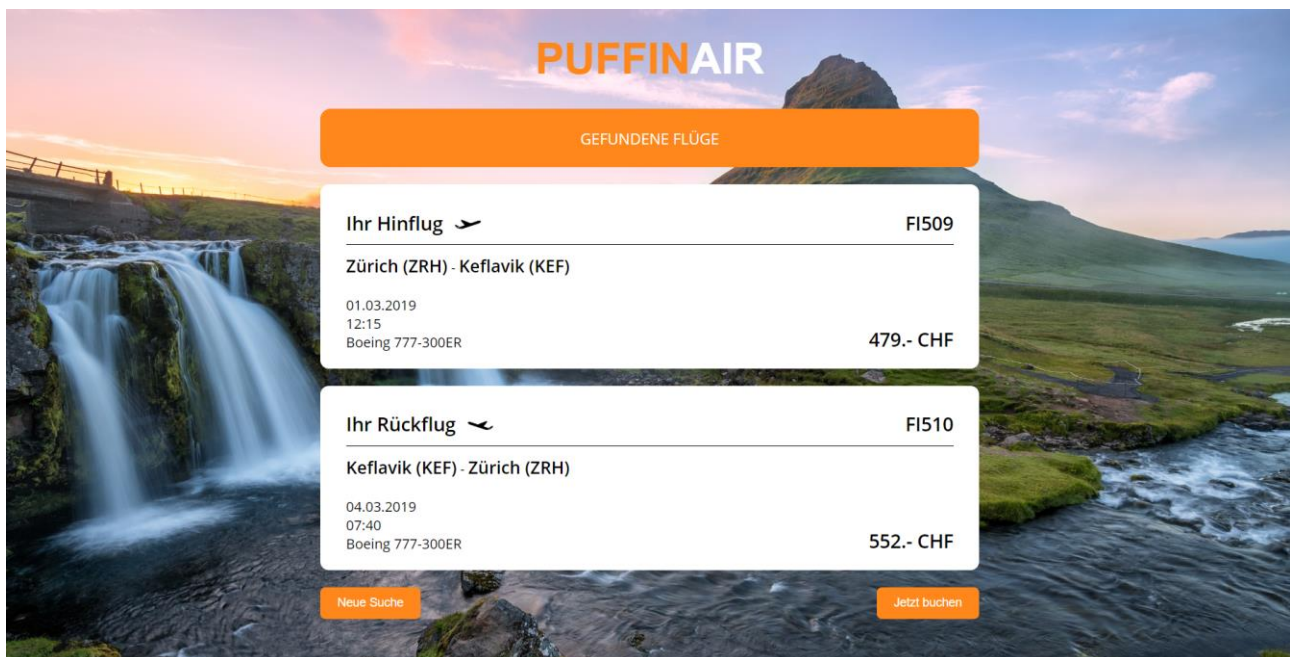 PUFFINAIR
GEFUNDENE FLÜGE
Ihr Hinflug
FI509
Zürich (ZRH) - Keflavik (KEF)
01.03.2019
12:15
Boeing 777-300ER
479.- CHF
Ihr Rückflug
FI510
Keflavik (KEF) - Zürich (ZRH)
04.03.2019
07:40
Boeing 777-300ER
552.- CHF
Neue Suche
Jetzt buchen